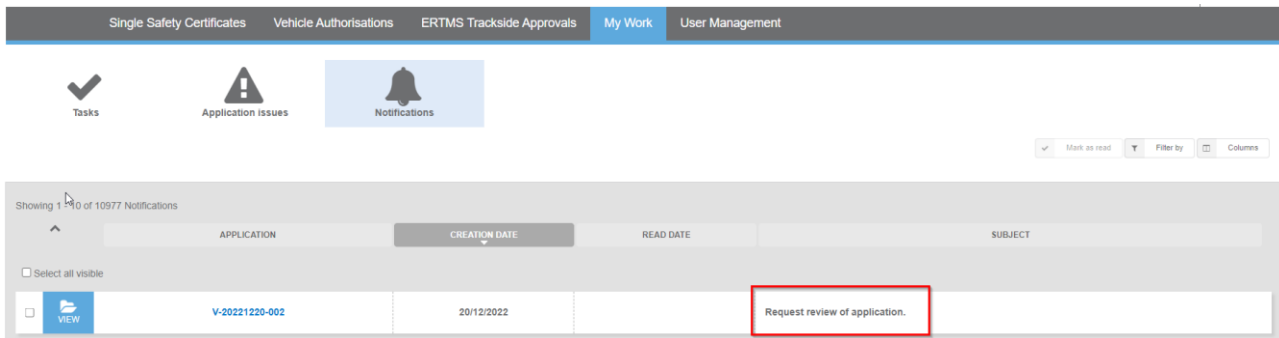 Single Safety Certificates Vehicle Authorisations ERTMS Trackside Approvals My Work User Management
Tasks Application issues Notifications
Mark as read Filter by Columns
Showing 1 - 10 of 10977 Notifications
APPLICATION CREATION DATE READ DATE SUBJECT
Select all visible
VIEW V-20221220-002 20/12/2022 Request review of application.